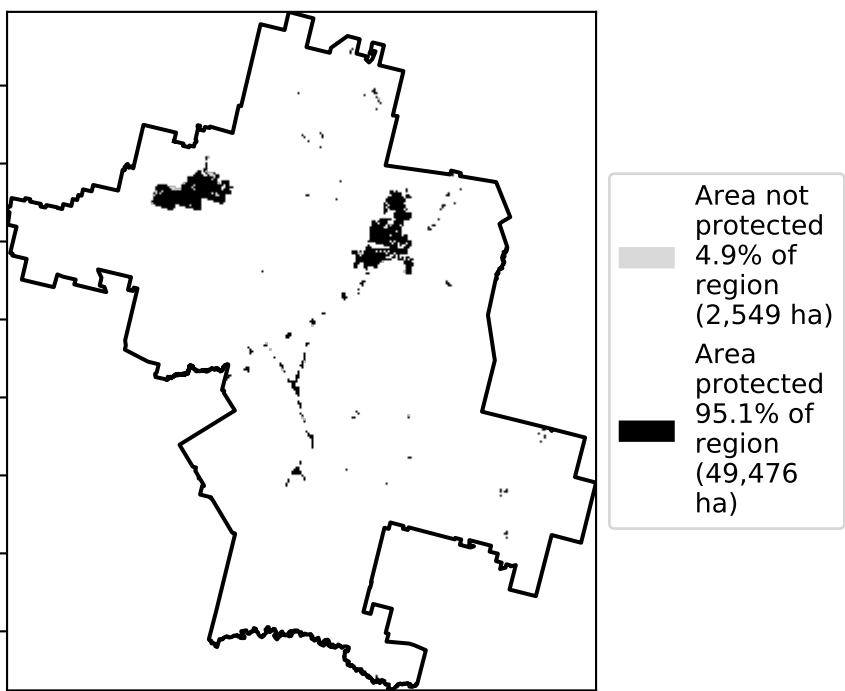 Area not
protected
4.9% of
region
(2,549 ha)
Area
protected
95.1% of
region
(49,476
ha)